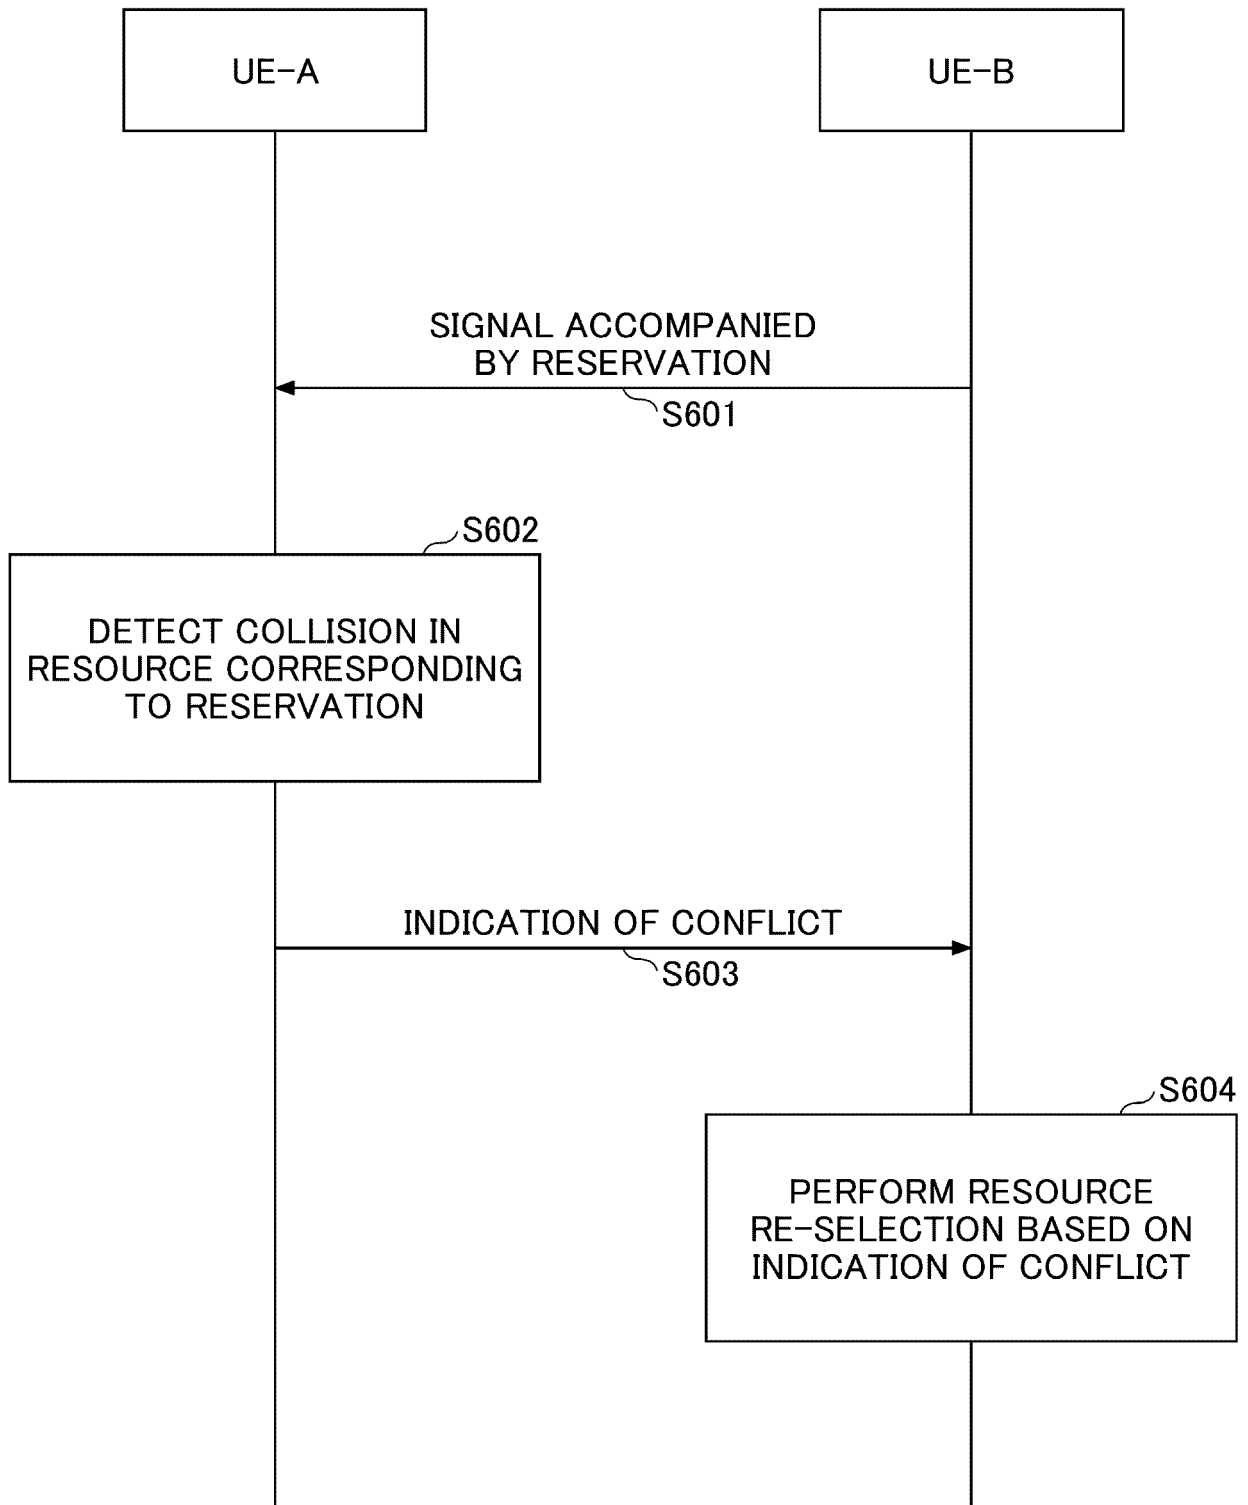 UE-A
UE-B
SIGNAL ACCOMPANIED
BY RESERVATION
S601
S602
DETECT COLLISION IN
RESOURCE CORRESPONDING
TO RESERVATION
INDICATION OF CONFLICT
S603
S604
PERFORM RESOURCE
RE-SELECTION BASED ON
INDICATION OF CONFLICT